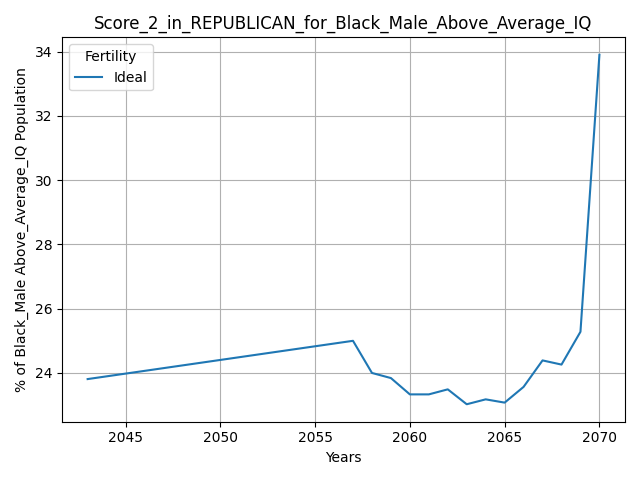 Score_2_in_REPUBLICAN_for_Black_Male_Above_Average_IQ
Fertility
Ideal
% of Black_Male Above_Average_IQ Population
34
32
30
28
26
24
2045 2050 2055 2060 2065 2070
Years